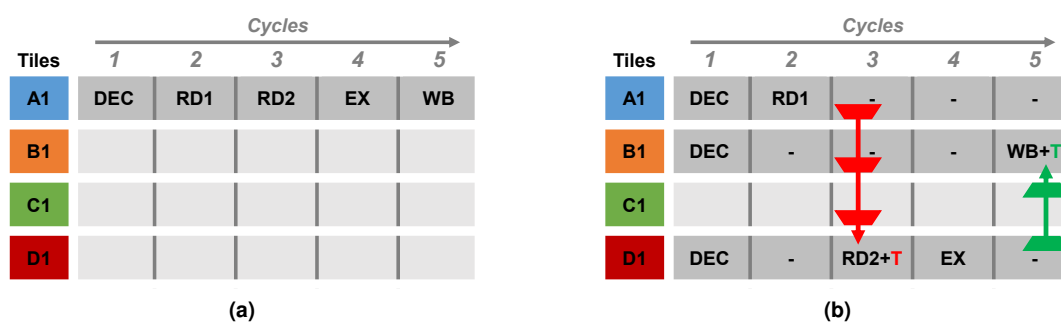 Cycles
Tiles 1 2 3 4 5
A1 DEC RD1 RD2 EX WB
B1
C1
D1
(a)
Cycles
Tiles 1 2 3 4 5
A1 DEC RD1 - - -
B1 DEC - - - WB+T
C1
D1 DEC - RD2+T EX -
(b)